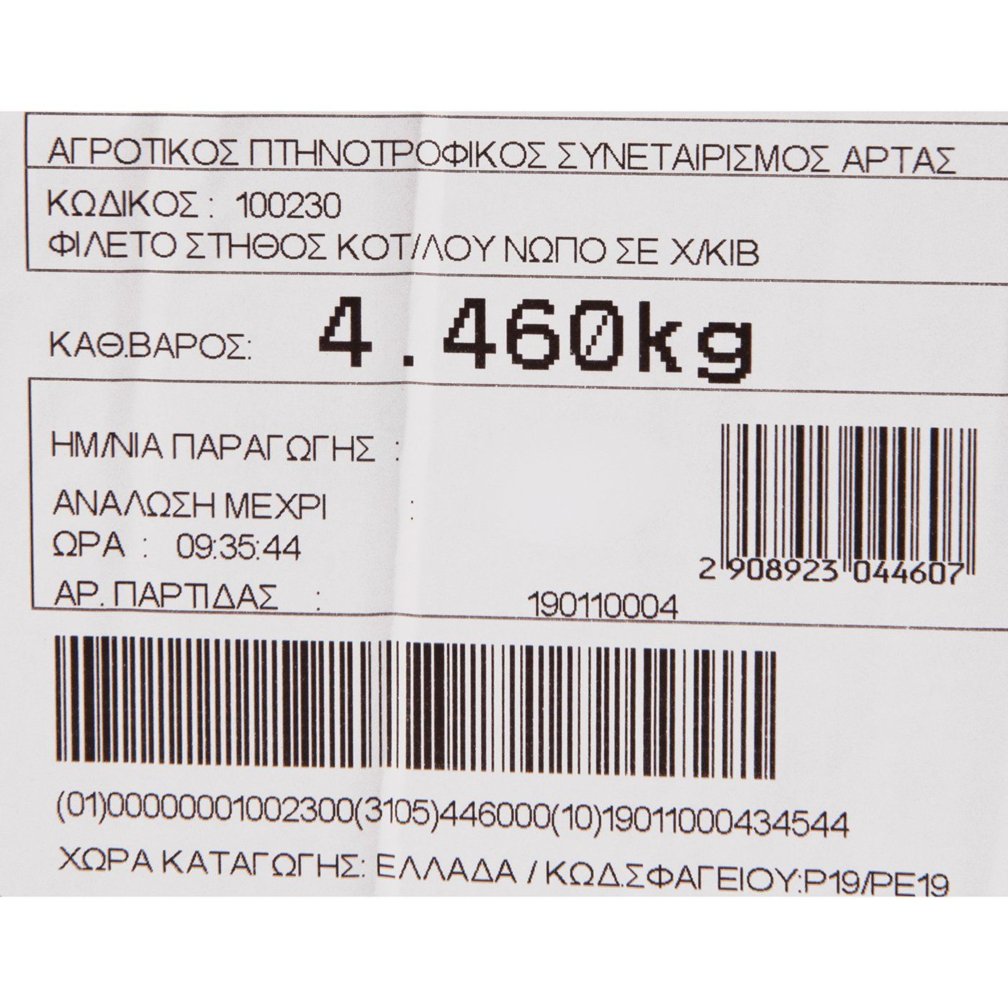 ΑΓΡΟΤΙΚΟΣ ΠΤΗΝΟΤΡΟΦΙΚΟΣ ΣΥΝΕΤΑΙΡΙΣΜΟΣ ΑΡΤΑΣ
ΚΩΔΙΚΟΣ : 100230
ΦΙΛΕΤΟ ΣΤΗΘΟΣ ΚΟΤ/ΛΟΥ ΝΩΠΟ ΣΕ Χ/ΚΙΒ
ΚΑΘ.ΒΑΡΟΣ: 4.460kg
ΗΜ/ΝΙΑ ΠΑΡΑΓΩΓΗΣ :
ΑΝΑΛΩΣΗ ΜΕΧΡΙ :
ΩΡΑ : 09:35:44
2 908923 044607
ΑΡ. ΠΑΡΤΙΔΑΣ : 190110004
(01)00000001002300(3105)446000(10)19011000434544
ΧΩΡΑ ΚΑΤΑΓΩΓΗΣ: ΕΛΛΑΔΑ / ΚΩΔ.ΣΦΑΓΕΙΟΥ:P19/PE19